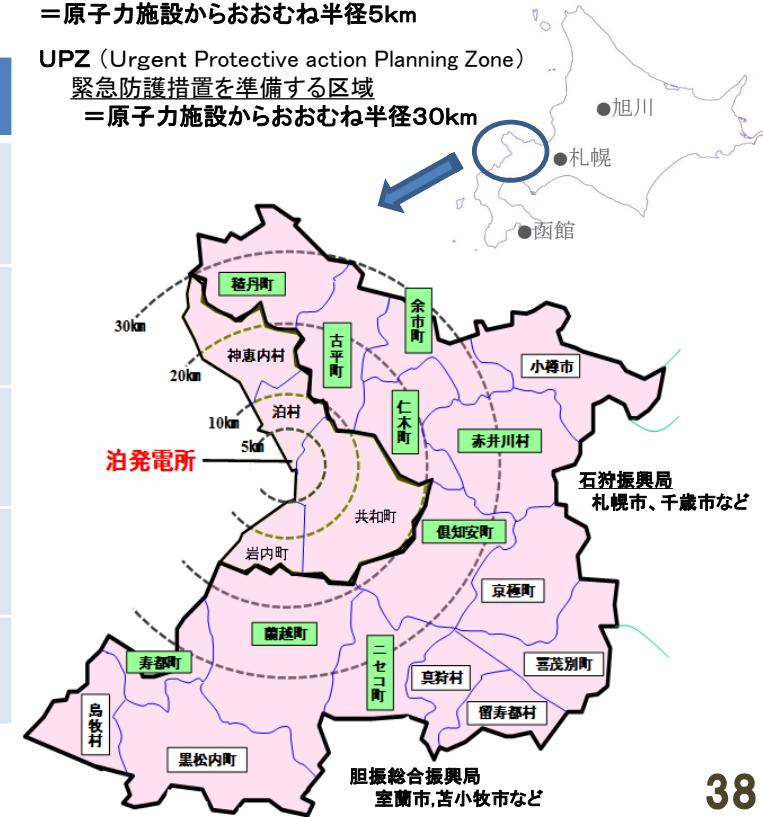 ＝原子力施設からおおむね半径５km
UPZ（Urgent Protective action Planning Zone）
緊急防護措置を準備する区域
＝原子力施設からおおむね半径３０km
●旭川
●札幌
●函館
積丹町
余市町
30㎞
古平町
神恵内村
小樽市
20㎞
泊村
仁木町
10㎞
赤井川村
5㎞
泊発電所
石狩振興局
札幌市、千歳市など
共和町
倶知安町
岩内町
京極町
蘭越町
ニセコ町
寿都町
真狩村
喜茂別町
島牧村
留寿都村
黒松内町
胆振総合振興局
室蘭市,苫小牧市など
38